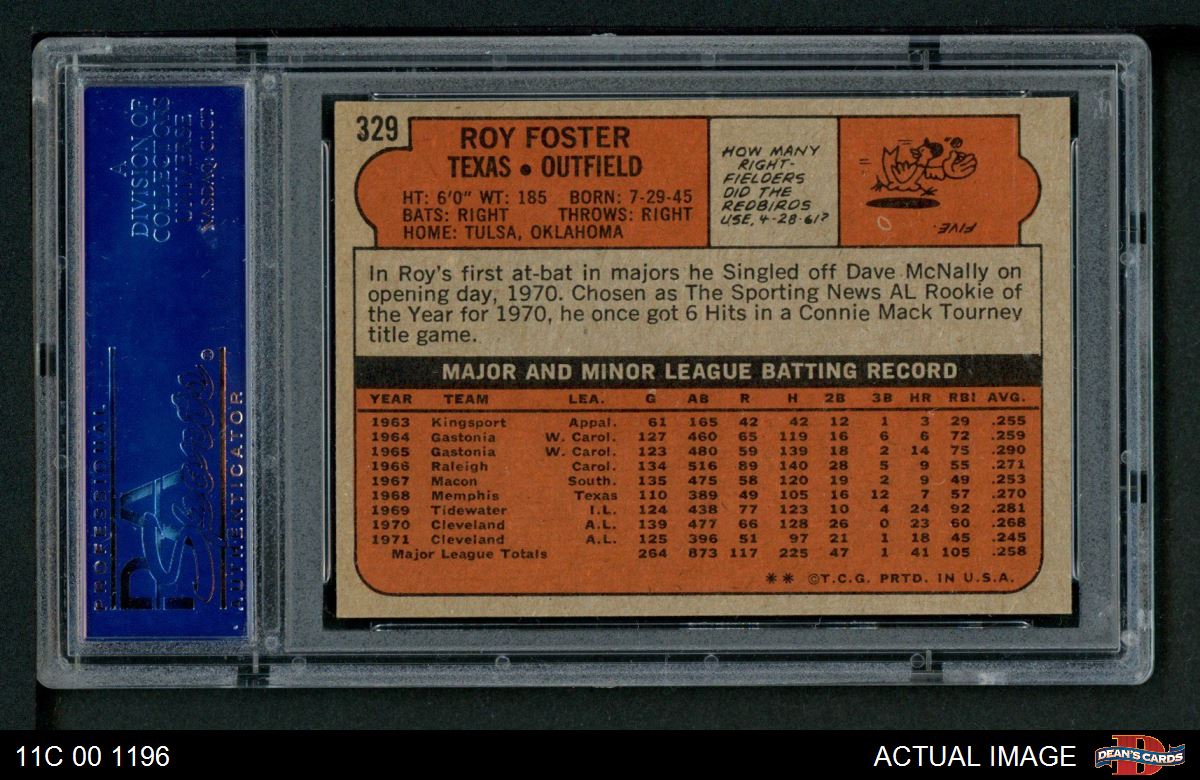 A
DIVISION OF
COLLECTORS
UNIVERSE
NASDAQ: CLCT
PROFESSIONAL
PSA
Sports
AUTHENTICATOR
329
ROY FOSTER
TEXAS • OUTFIELD
HT: 6'0" WT: 185 BORN: 7-29-45
BATS: RIGHT THROWS: RIGHT
HOME: TULSA, OKLAHOMA
HOW MANY
RIGHT-
FIELDERS
DID THE
REDBIRDS
USE, 4-28-61?
FIVE
In Roy's first at-bat in majors he Singled off Dave McNally on
opening day, 1970. Chosen as The Sporting News AL Rookie of
the Year for 1970, he once got 6 Hits in a Connie Mack Tourney
title game.
MAJOR AND MINOR LEAGUE BATTING RECORD
YEAR TEAM LEA. G AB R H 2B 3B HR RBI AVG.
1963 Kingsport Appal. 61 165 42 42 12 1 3 29 .255
1964 Gastonia W. Carol. 127 460 65 119 16 6 6 72 .259
1965 Gastonia W. Carol. 123 480 59 139 18 2 14 75 .290
1966 Raleigh Carol. 134 516 89 140 28 5 9 55 .271
1967 Macon South. 135 475 58 120 19 2 9 49 .253
1968 Memphis Texas 110 389 49 105 16 12 7 57 .270
1969 Tidewater I.L. 124 438 77 123 10 4 24 92 .281
1970 Cleveland A.L. 139 477 66 128 26 0 23 60 .268
1971 Cleveland A.L. 125 396 51 97 21 1 18 45 .245
Major League Totals 264 873 117 225 47 1 41 105 .258
** ©T.C.G. PRTD. IN U.S.A.
11C 00 1196
ACTUAL IMAGE
D
DEAN'S CARDS